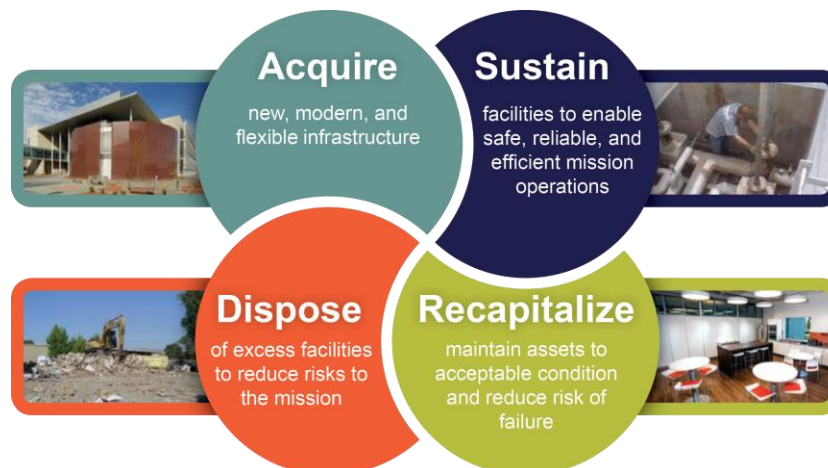 Acquire
new, modern, and
flexible infrastructure
Sustain
facilities to enable
safe, reliable, and
efficient mission
operations
Dispose
of excess facilities
to reduce risks to
the mission
Recapitalize
maintain assets to
acceptable condition
and reduce risk of
failure